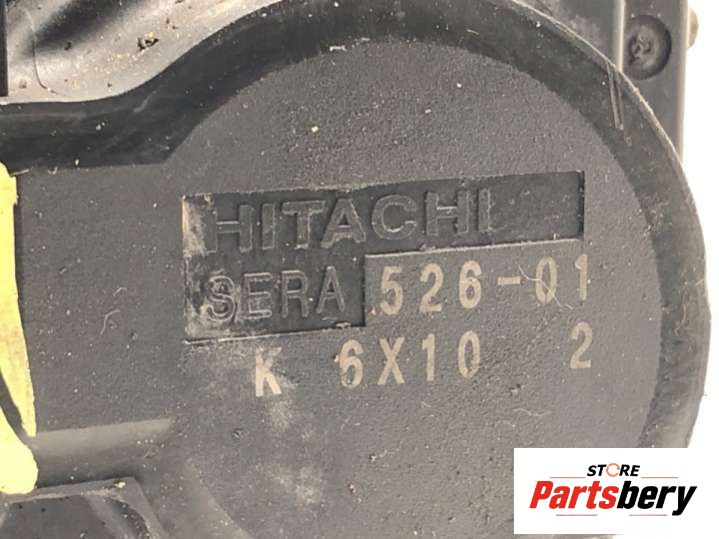 HITACHI
SERA 526-01
K 6X10 2
STORE
Partsbery